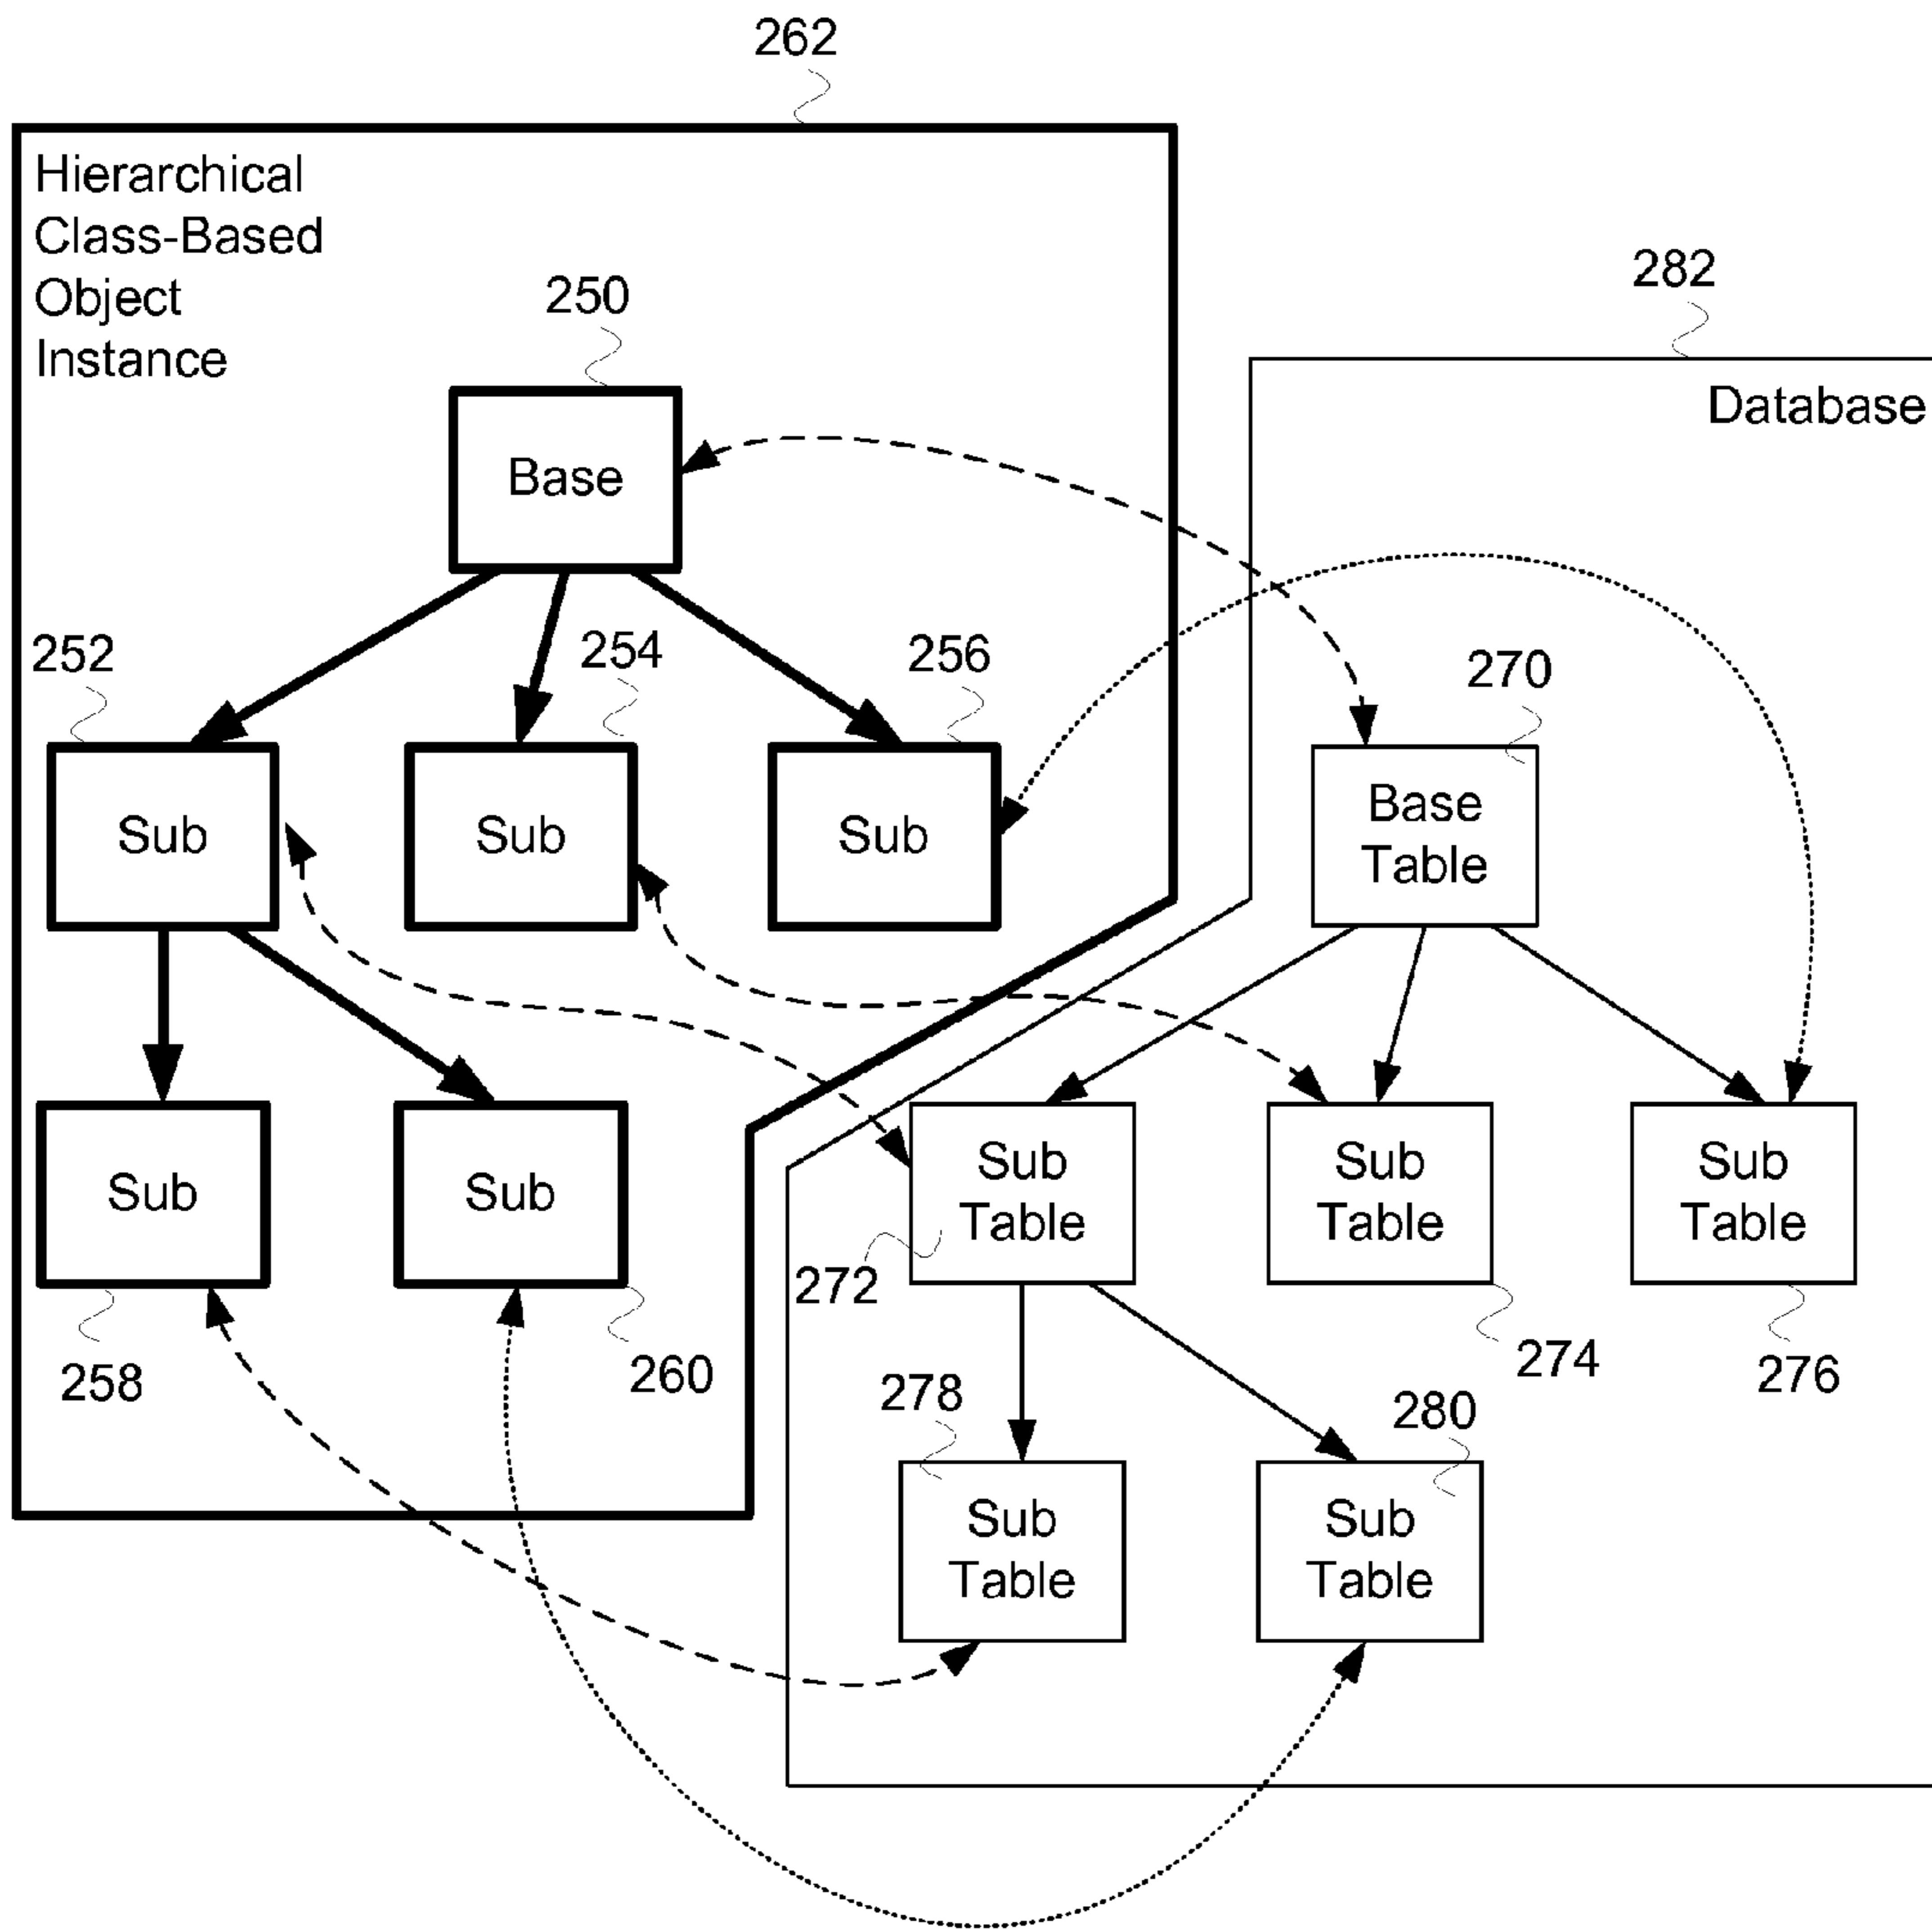 262
Hierarchical
Class-Based
Object
Instance
282
Database
250
Base
252
254
256
270
Sub
Sub
Sub
Base
Table
Sub
Sub
Sub
Table
Sub
Table
Sub
Table
272
258
260
274
276
278
280
Sub
Table
Sub
Table